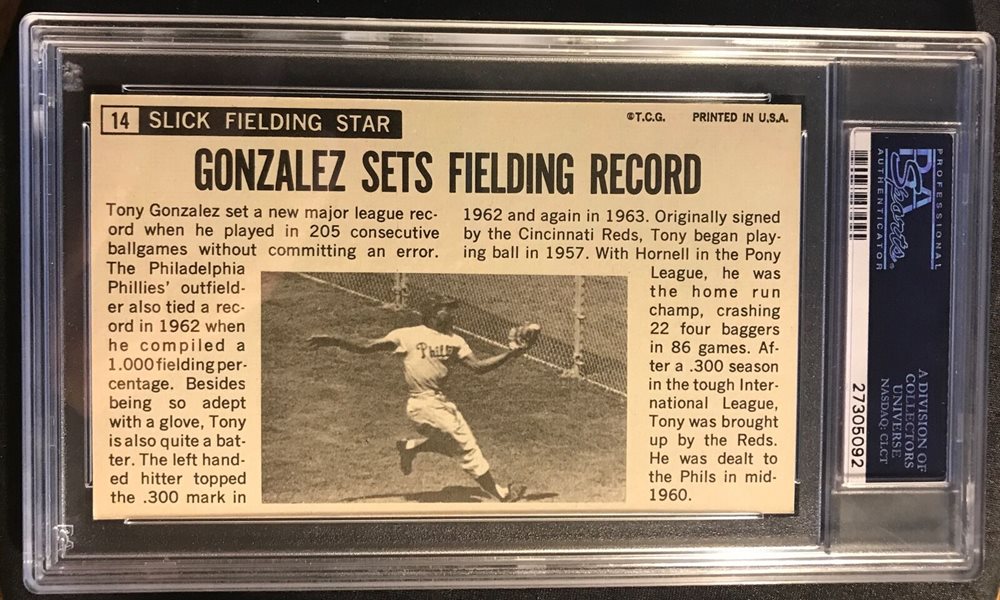 14 SLICK FIELDING STAR
©T.C.G. PRINTED IN U.S.A.
GONZALEZ SETS FIELDING RECORD
Tony Gonzalez set a new major league rec-
ord when he played in 205 consecutive
ballgames without committing an error.
The Philadelphia
Phillies' outfield-
er also tied a rec-
ord in 1962 when
he compiled a
1.000 fielding per-
centage. Besides
being so adept
with a glove, Tony
is also quite a bat-
ter. The left hand-
ed hitter topped
the .300 mark in
1962 and again in 1963. Originally signed
by the Cincinnati Reds, Tony began play-
ing ball in 1957. With Hornell in the Pony
League, he was
the home run
champ, crashing
22 four baggers
in 86 games. Af-
ter a .300 season
in the tough Inter-
national League,
Tony was brought
up by the Reds.
He was dealt to
the Phils in mid-
1960.
Phils
PROFESSIONAL
PSA
Sports
AUTHENTICATOR
A DIVISION OF
COLLECTORS
UNIVERSE
NASDAQ: CLCT
27305092